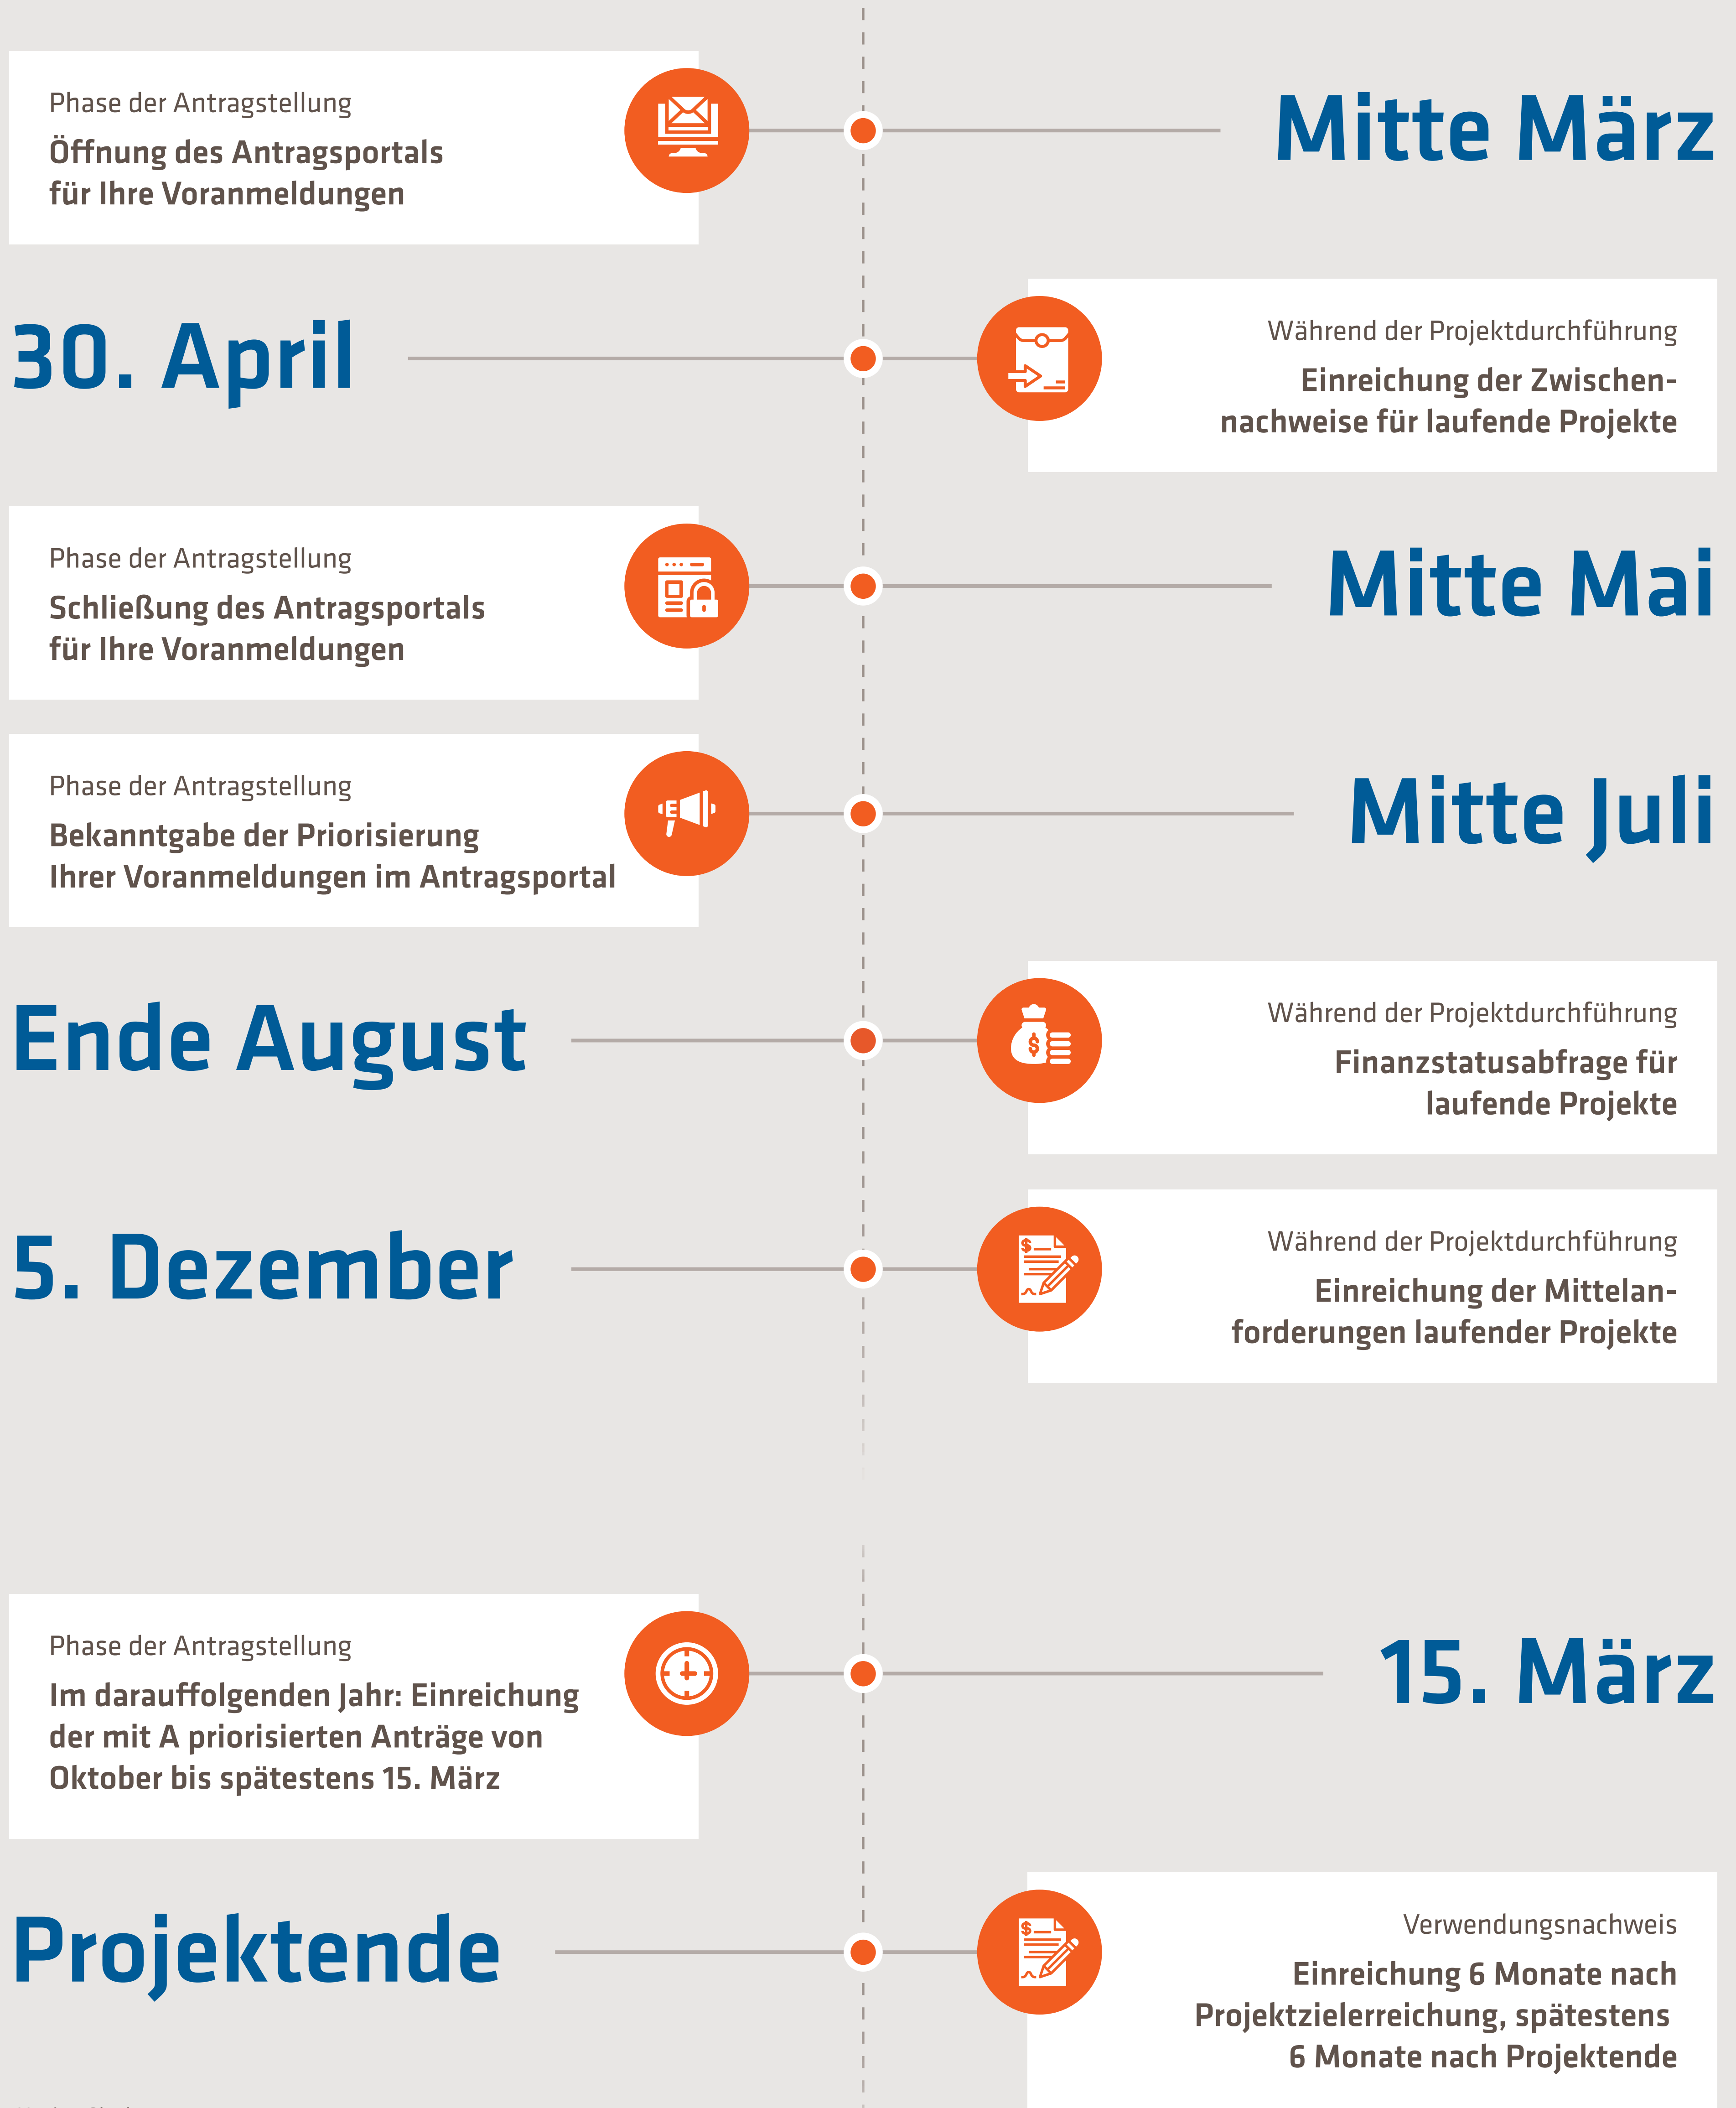 Phase der Antragstellung
Öffnung des Antragsportals
für Ihre Voranmeldungen
Mitte März
30. April
Während der Projektdurchführung
Einreichung der Zwischen-
nachweise für laufende Projekte
Phase der Antragstellung
Schließung des Antragsportals
für Ihre Voranmeldungen
Mitte Mai
Phase der Antragstellung
Bekanntgabe der Priorisierung
Ihrer Voranmeldungen im Antragsportal
Mitte Juli
Ende August
Während der Projektdurchführung
Finanzstatusabfrage für
laufende Projekte
5. Dezember
Während der Projektdurchführung
Einreichung der Mittelan-
forderungen laufender Projekte
Phase der Antragstellung
Im darauffolgenden Jahr: Einreichung
der mit A priorisierten Anträge von
Oktober bis spätestens 15. März
15. März
Projektende
Verwendungsnachweis
Einreichung 6 Monate nach
Projektzielerreichung, spätestens
6 Monate nach Projektende